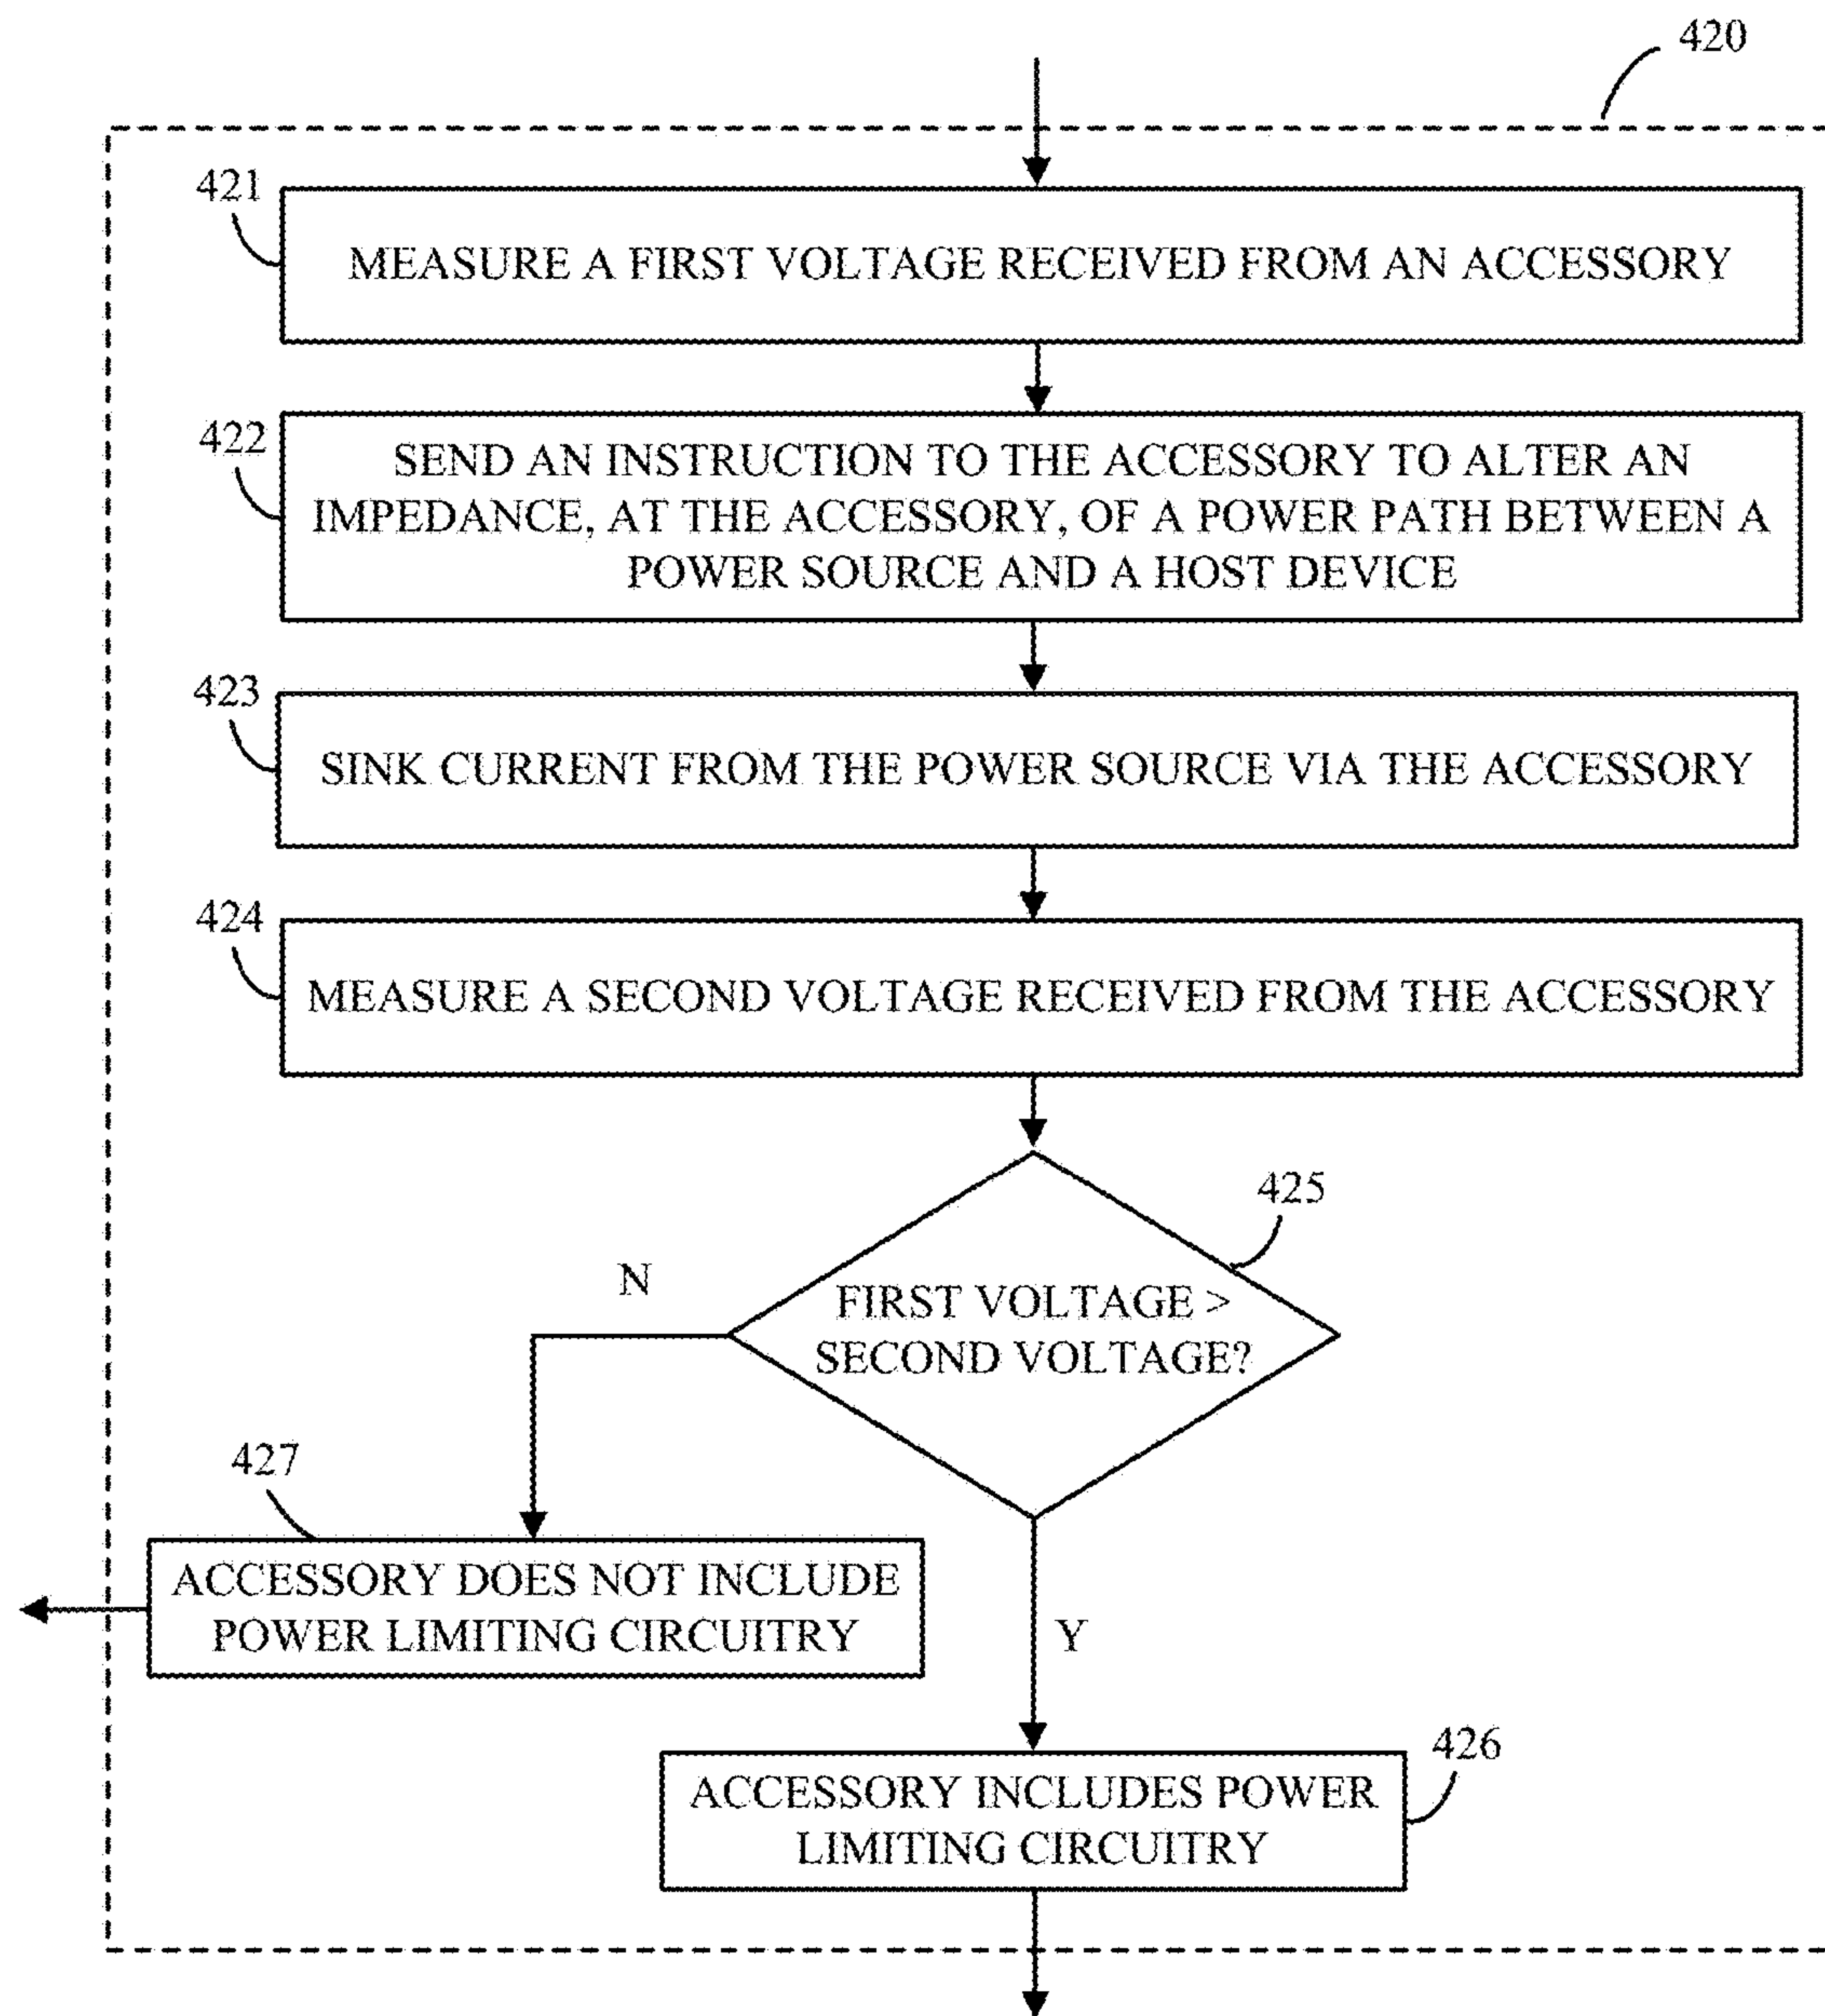 420
421
MEASURE A FIRST VOLTAGE RECEIVED FROM AN ACCESSORY
422
SEND AN INSTRUCTION TO THE ACCESSORY TO ALTER AN
IMPEDANCE, AT THE ACCESSORY, OF A POWER PATH BETWEEN A
POWER SOURCE AND A HOST DEVICE
423
SINK CURRENT FROM THE POWER SOURCE VIA THE ACCESSORY
424
MEASURE A SECOND VOLTAGE RECEIVED FROM THE ACCESSORY
425
FIRST VOLTAGE >
SECOND VOLTAGE?
N
427
ACCESSORY DOES NOT INCLUDE
POWER LIMITING CIRCUITRY
Y
426
ACCESSORY INCLUDES POWER
LIMITING CIRCUITRY